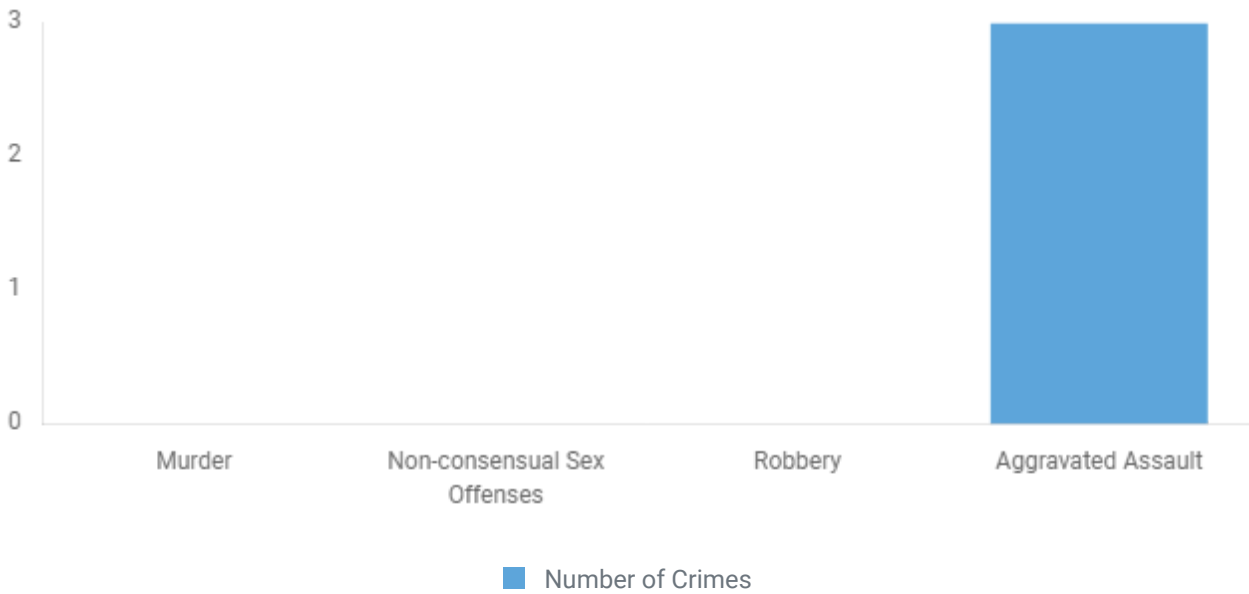 3
2
1
0
Murder
Non-consensual Sex
Offenses
Robbery
Aggravated Assault
Number of Crimes